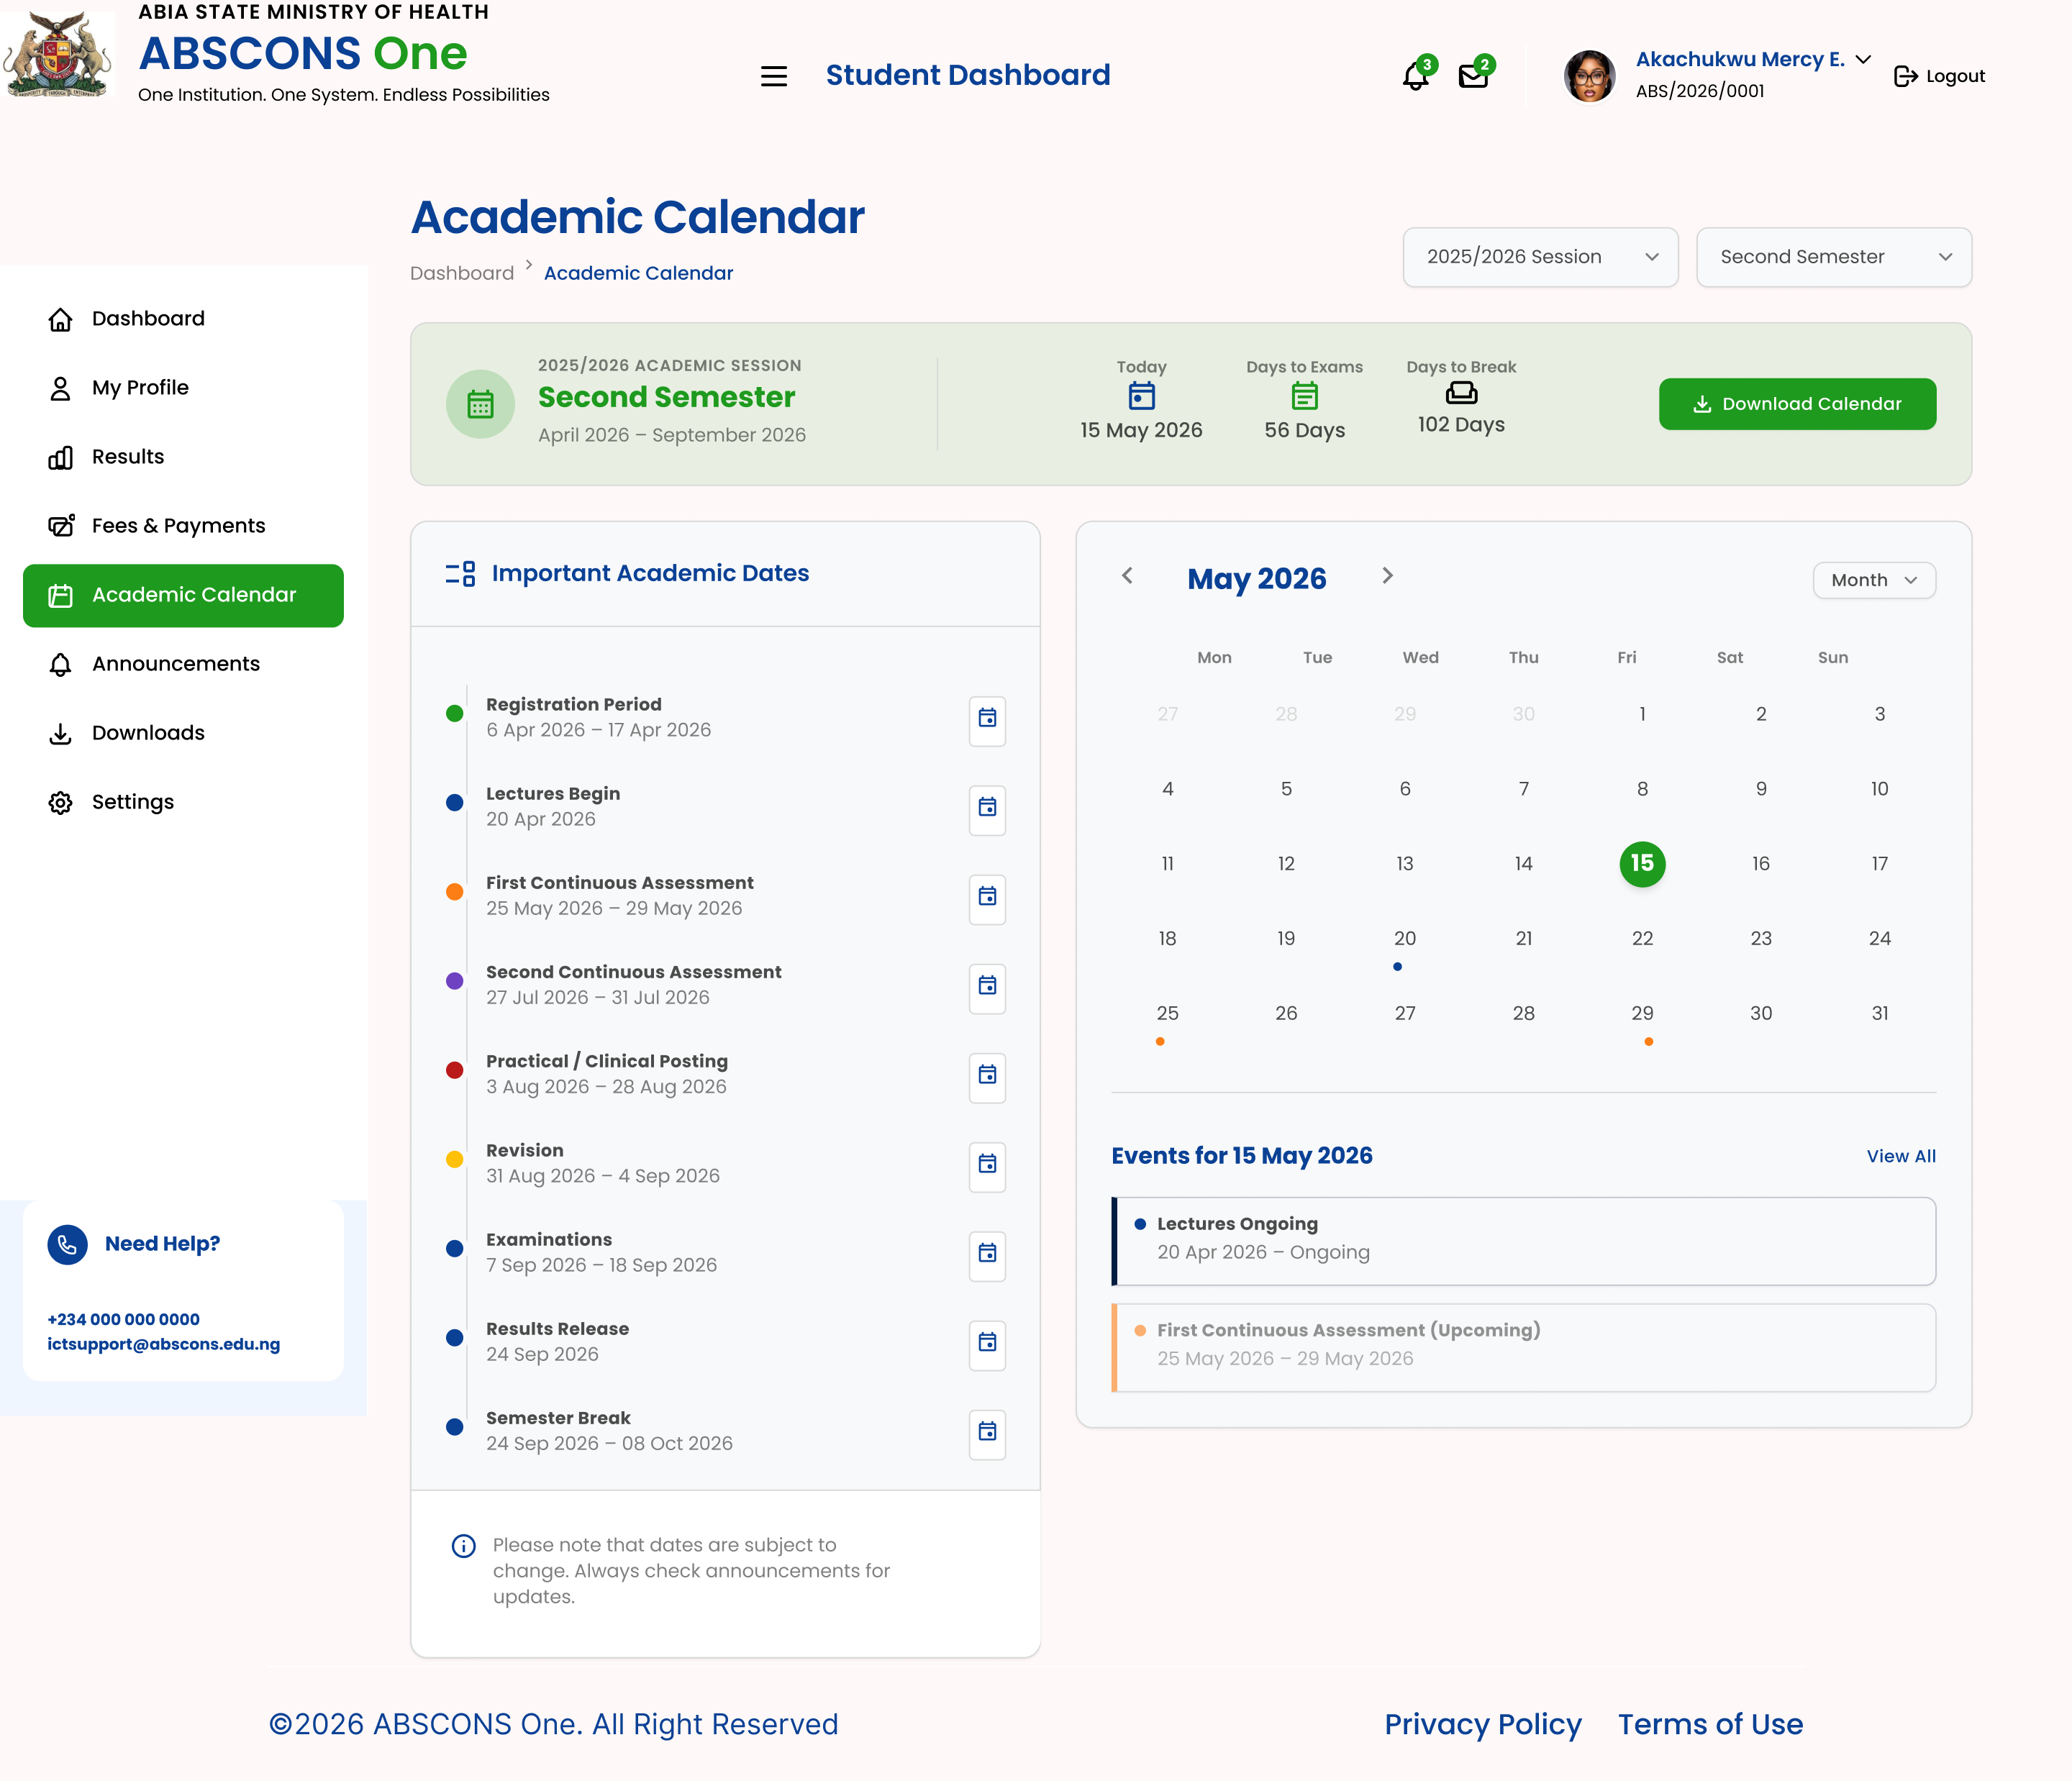 ABIA STATE MINISTRY OF HEALTH
ABSCONS One
One Institution. One System. Endless Possibilities
Student Dashboard
3
2
Akachukwu Mercy E.
ABS/2026/0001
Logout
Academic Calendar
Dashboard > Academic Calendar
2025/2026 Session
Second Semester
Dashboard
My Profile
Results
Fees & Payments
Academic Calendar
Announcements
Downloads
Settings
Need Help?
+234 000 000 0000
ictsupport@abscons.edu.ng
2025/2026 ACADEMIC SESSION
Second Semester
April 2026 – September 2026
Today
15 May 2026
Days to Exams
56 Days
Days to Break
102 Days
Download Calendar
Important Academic Dates
Registration Period
6 Apr 2026 – 17 Apr 2026
Lectures Begin
20 Apr 2026
First Continuous Assessment
25 May 2026 – 29 May 2026
Second Continuous Assessment
27 Jul 2026 – 31 Jul 2026
Practical / Clinical Posting
3 Aug 2026 – 28 Aug 2026
Revision
31 Aug 2026 – 4 Sep 2026
Examinations
7 Sep 2026 – 18 Sep 2026
Results Release
24 Sep 2026
Semester Break
24 Sep 2026 – 08 Oct 2026
Please note that dates are subject to
change. Always check announcements for
updates.
May 2026
Month
Mon Tue Wed Thu Fri Sat Sun
27 28 29 30 1 2 3
4 5 6 7 8 9 10
11 12 13 14 15 16 17
18 19 20 21 22 23 24
25 26 27 28 29 30 31
Events for 15 May 2026
View All
Lectures Ongoing
20 Apr 2026 – Ongoing
First Continuous Assessment (Upcoming)
25 May 2026 – 29 May 2026
©2026 ABSCONS One. All Right Reserved
Privacy Policy
Terms of Use